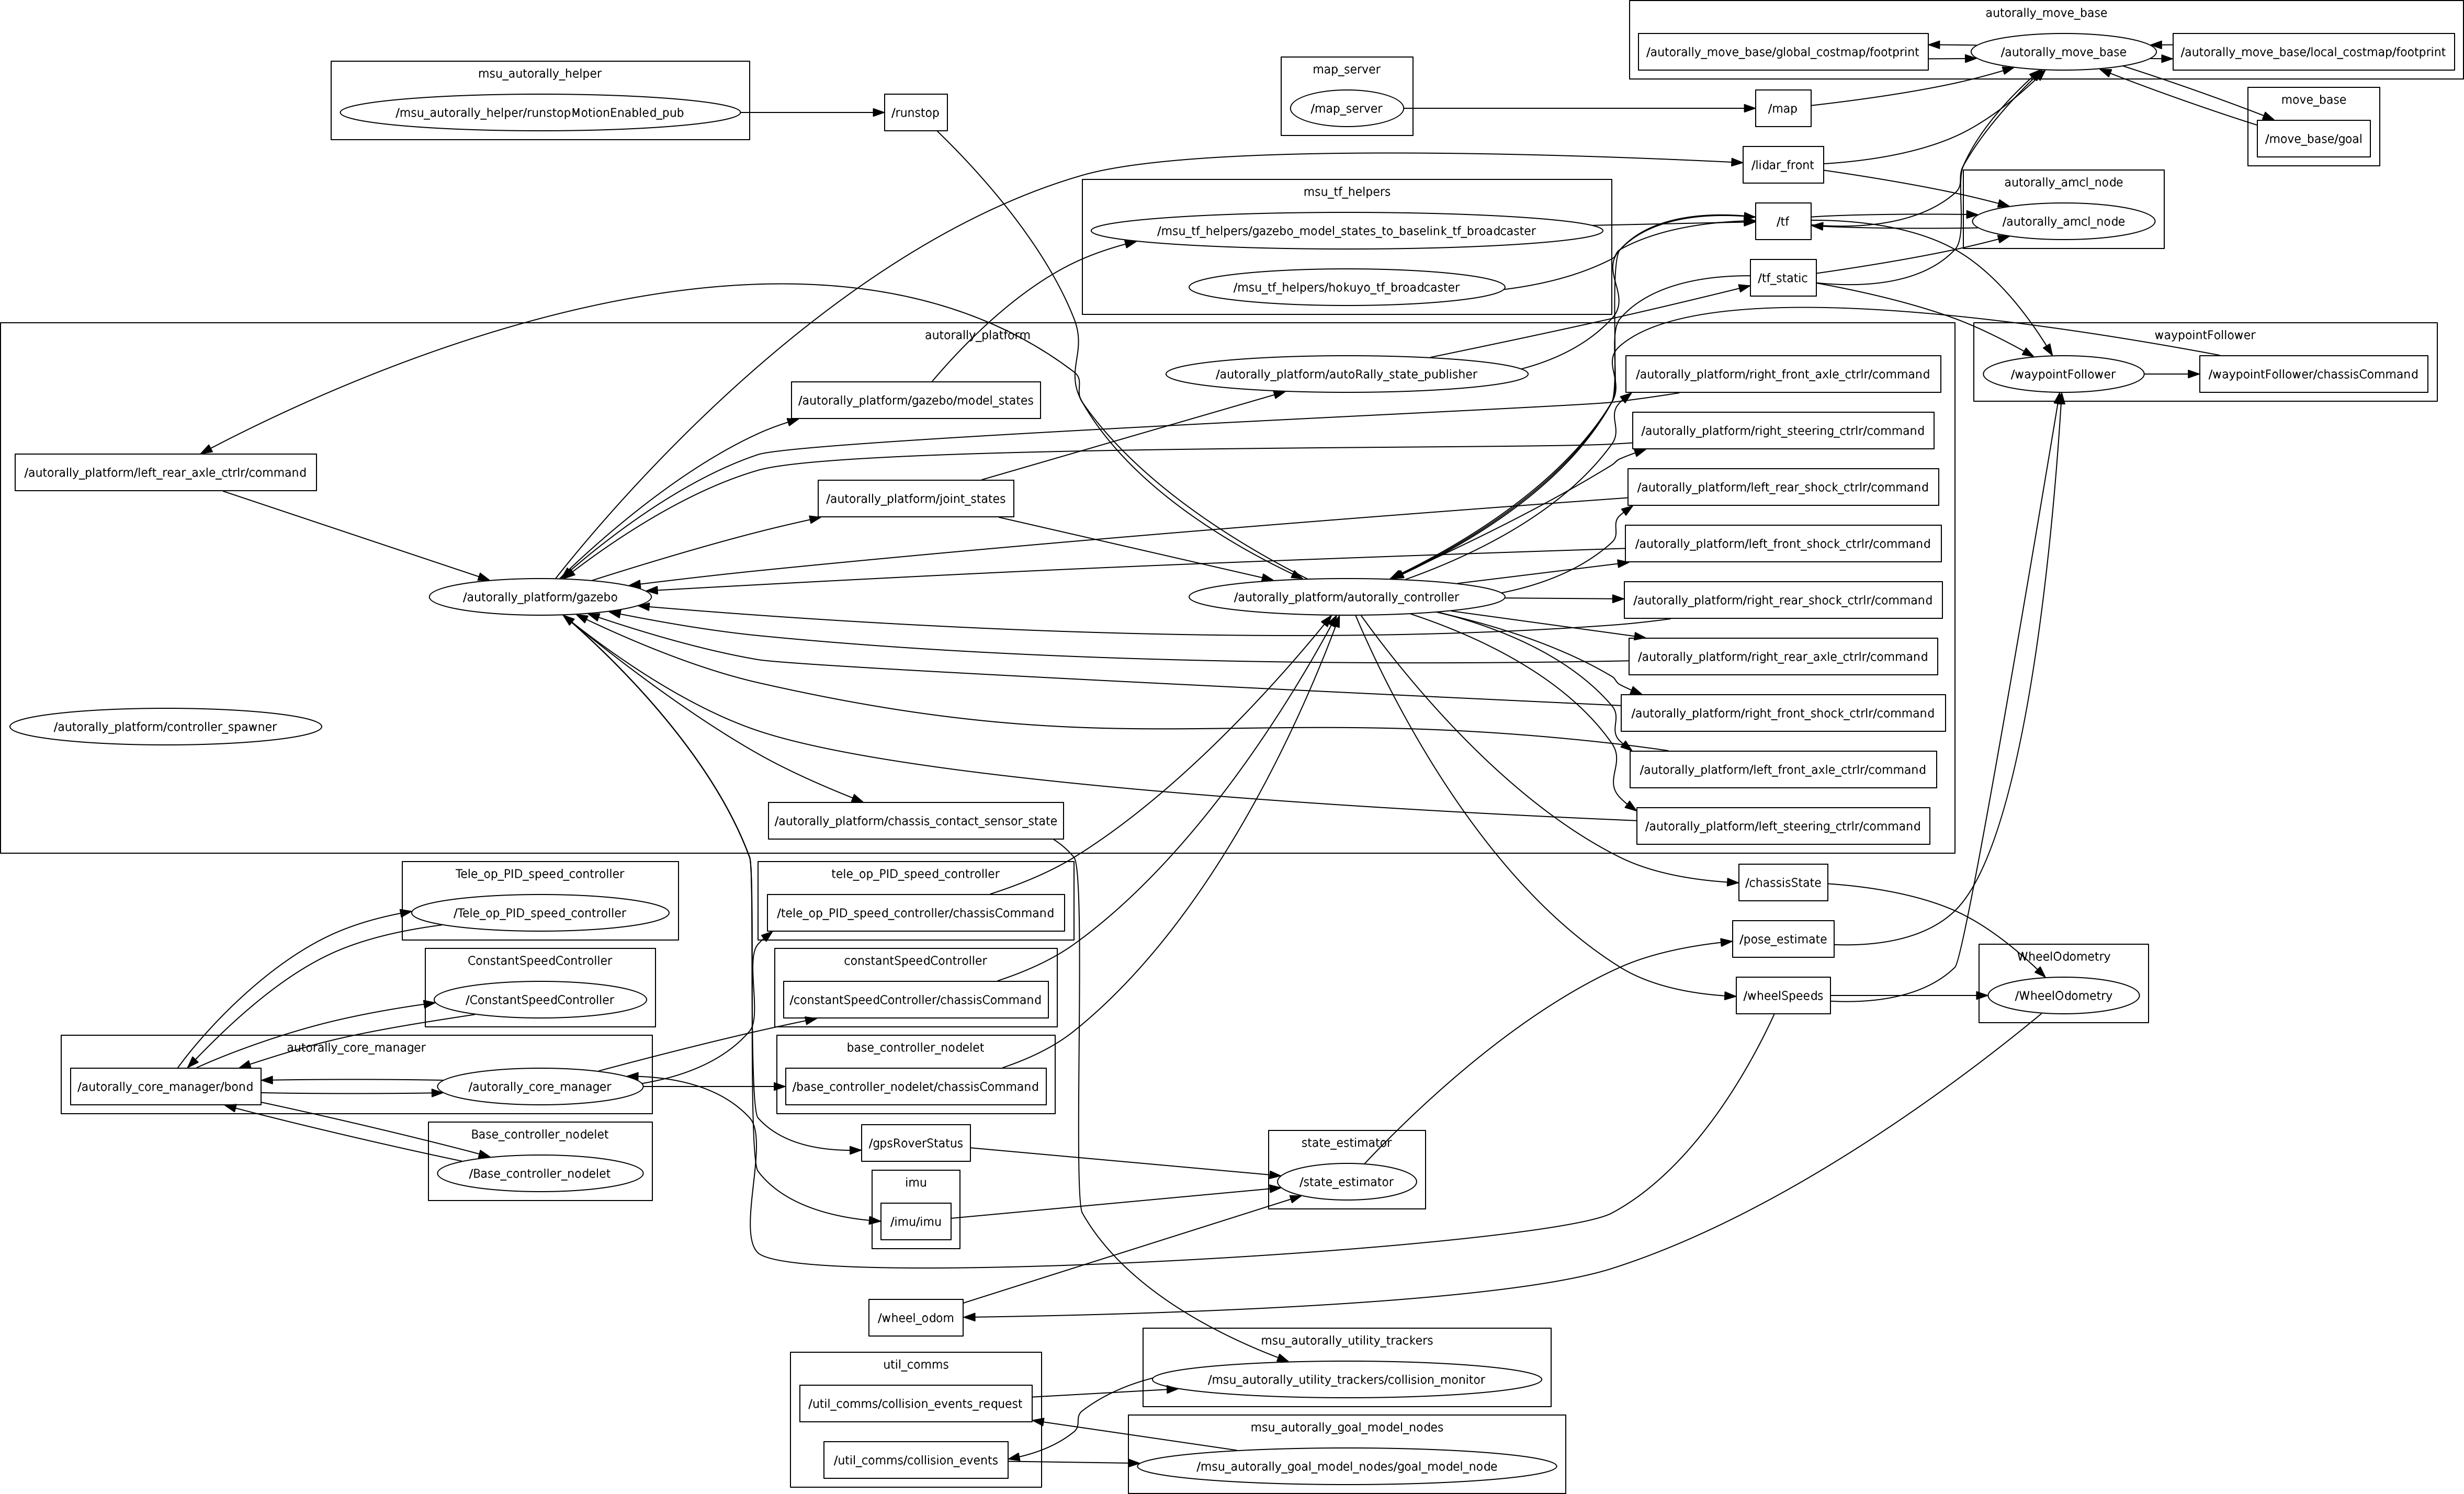 autorally_move_base
/autorally_move_base/global_costmap/footprint
/autorally_move_base
/autorally_move_base/local_costmap/footprint
msu_autorally_helper
/msu_autorally_helper/runstopMotionEnabled_pub
/runstop
map_server
/map_server
/map
move_base
/move_base/goal
/lidar_front
msu_tf_helpers
/msu_tf_helpers/gazebo_model_states_to_baselink_tf_broadcaster
/msu_tf_helpers/hokuyo_tf_broadcaster
/tf
/tf_static
autorally_amcl_node
/autorally_amcl_node
autorally_platform
/autorally_platform/autoRally_state_publisher
/autorally_platform/gazebo/model_states
/autorally_platform/left_rear_axle_ctrlr/command
/autorally_platform/joint_states
/autorally_platform/gazebo
/autorally_platform/autorally_controller
/autorally_platform/controller_spawner
/autorally_platform/chassis_contact_sensor_state
/autorally_platform/right_front_axle_ctrlr/command
/autorally_platform/right_steering_ctrlr/command
/autorally_platform/left_rear_shock_ctrlr/command
/autorally_platform/left_front_shock_ctrlr/command
/autorally_platform/right_rear_shock_ctrlr/command
/autorally_platform/right_rear_axle_ctrlr/command
/autorally_platform/right_front_shock_ctrlr/command
/autorally_platform/left_front_axle_ctrlr/command
/autorally_platform/left_steering_ctrlr/command
waypointFollower
/waypointFollower
/waypointFollower/chassisCommand
Tele_op_PID_speed_controller
/Tele_op_PID_speed_controller
tele_op_PID_speed_controller
/tele_op_PID_speed_controller/chassisCommand
/chassisState
/pose_estimate
/wheelSpeeds
WheelOdometry
/WheelOdometry
ConstantSpeedController
/ConstantSpeedController
constantSpeedController
/constantSpeedController/chassisCommand
autorally_core_manager
/autorally_core_manager/bond
/autorally_core_manager
base_controller_nodelet
/base_controller_nodelet/chassisCommand
Base_controller_nodelet
/Base_controller_nodelet
/gpsRoverStatus
imu
/imu/imu
state_estimator
/state_estimator
/wheel_odom
msu_autorally_utility_trackers
/msu_autorally_utility_trackers/collision_monitor
util_comms
/util_comms/collision_events_request
/util_comms/collision_events
msu_autorally_goal_model_nodes
/msu_autorally_goal_model_nodes/goal_model_node